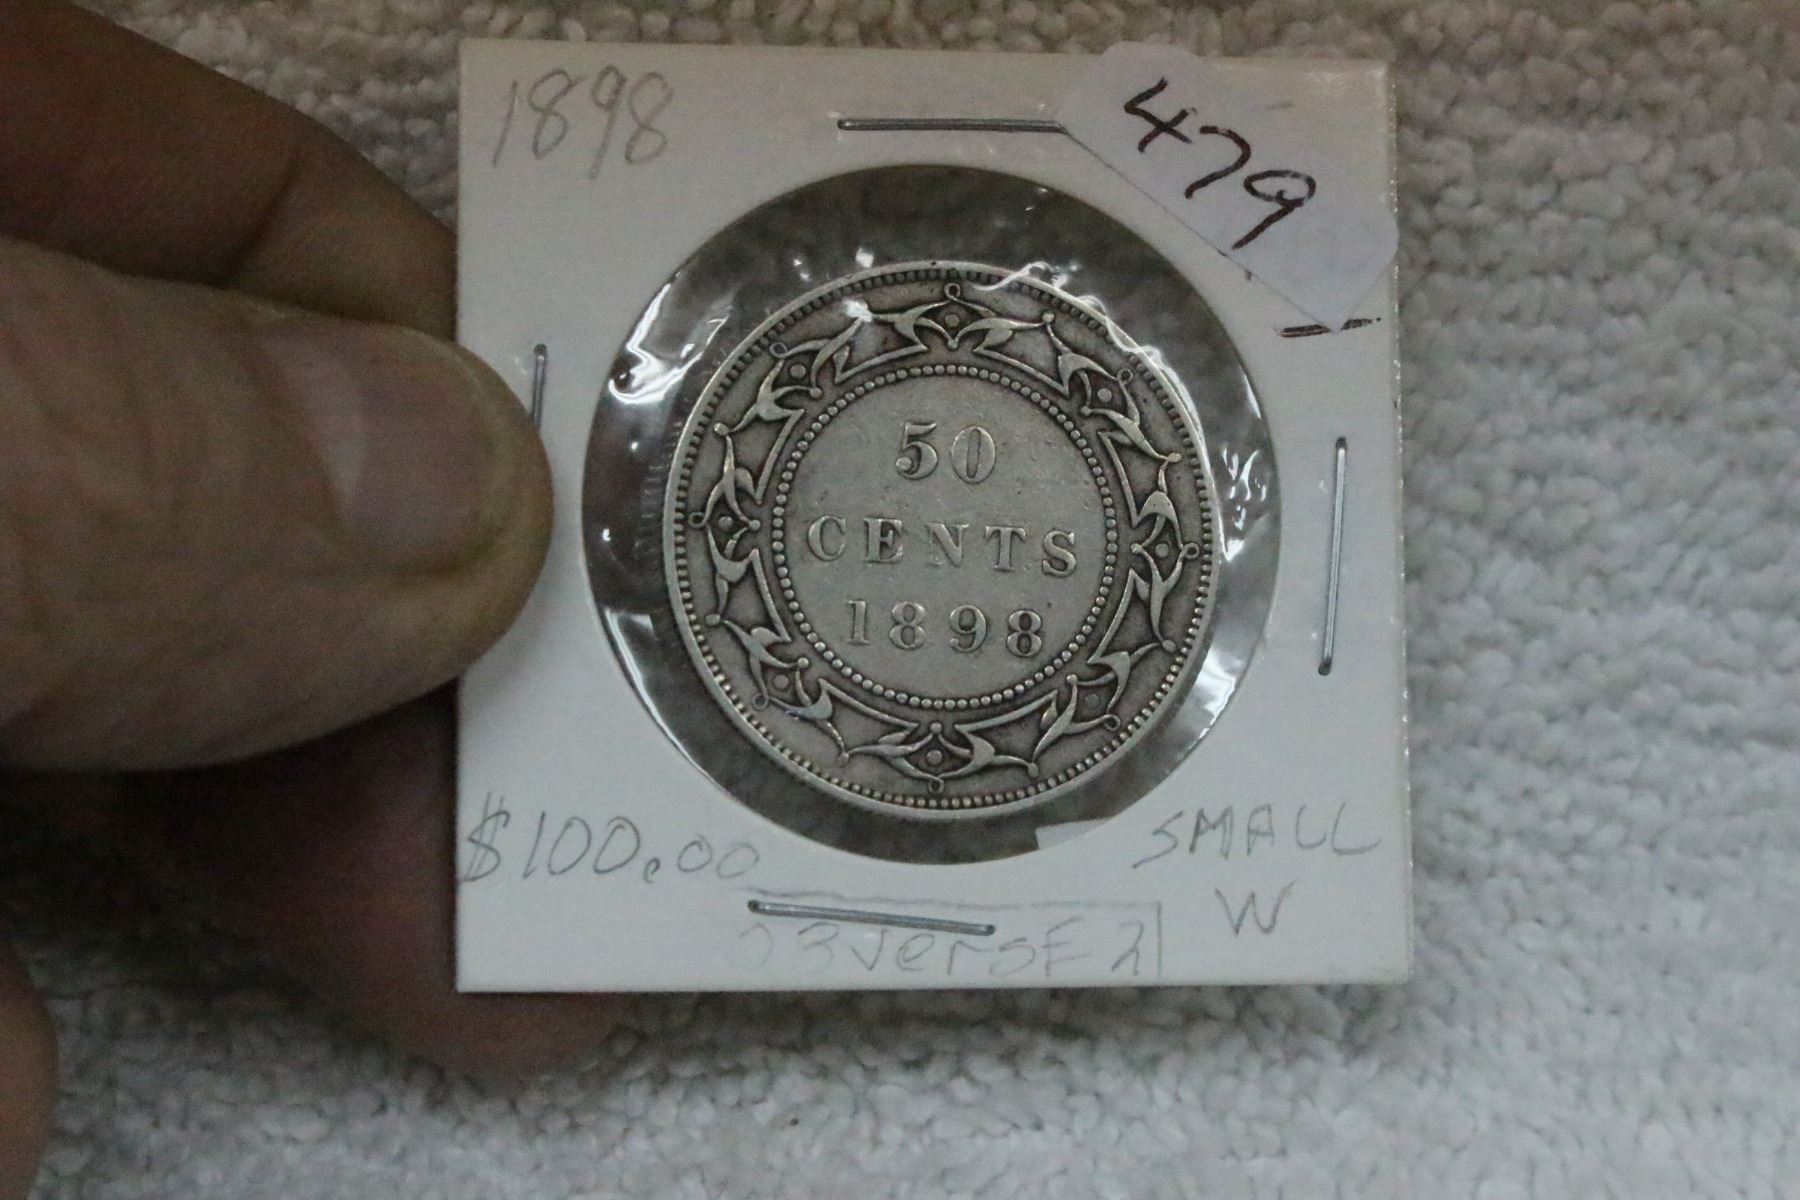 1898
479
50
CENTS
1898
$100.00
SMALL
W
OBVersE 2